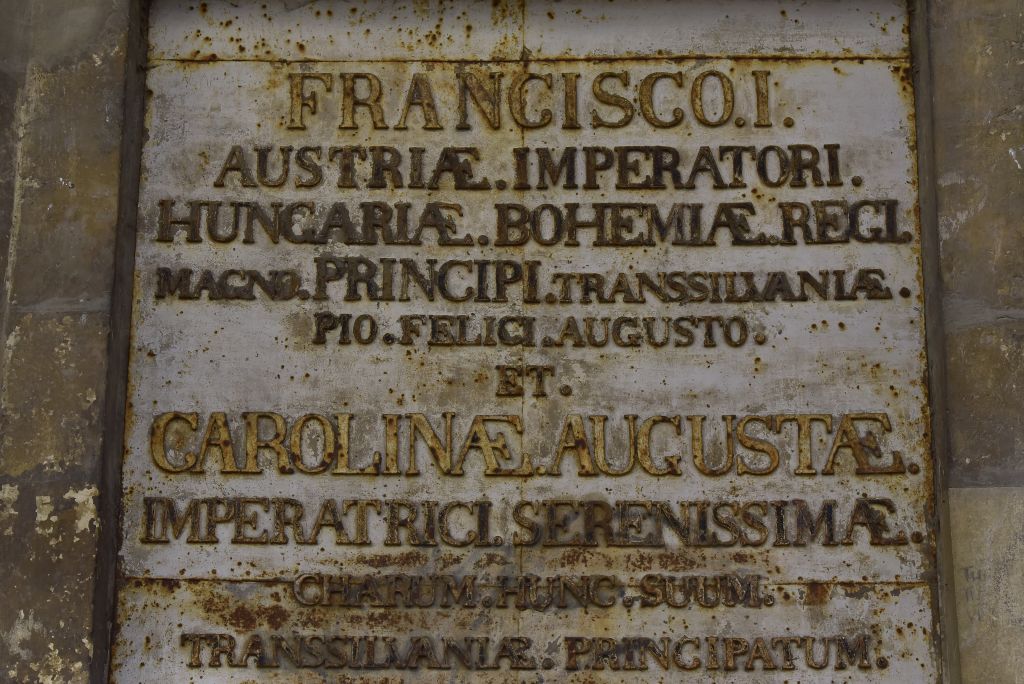 FRANCISCO.I.
AUSTRIÆ.IMPERATORI.
HUNGARIÆ.BOHEMIÆ.REGI.
MAGNO.PRINCIPI.TRANSSILVANIÆ.
PIO.FELICI.AUGUSTO.
ET.
CAROLINÆ.AUGUSTÆ.
IMPERATRICI.SERENISSIMÆ.
CHARUM.HUNC.SUUM.
TRANSSILVANIÆ.PRINCIPATUM.